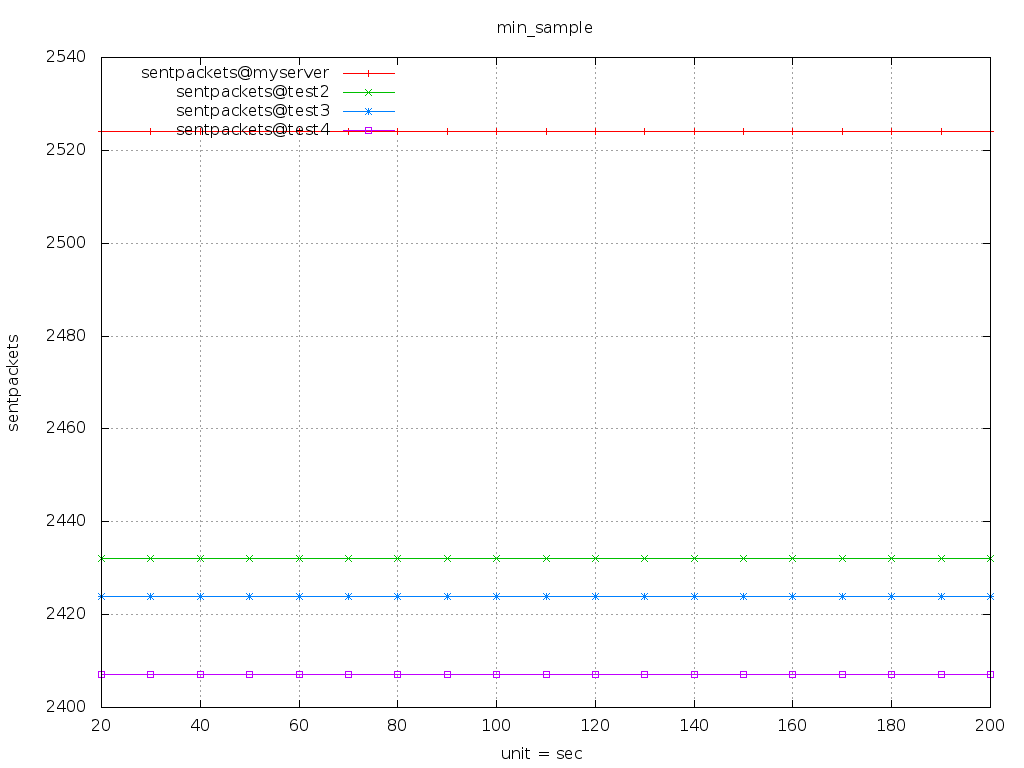 min_sample
2540
sentpackets@myserver
sentpackets@test2
sentpackets@test3
sentpackets@test4
2520
2500
2480
sentpackets
2460
2440
2420
2400
20 40 60 80 100 120 140 160 180 200
unit = sec